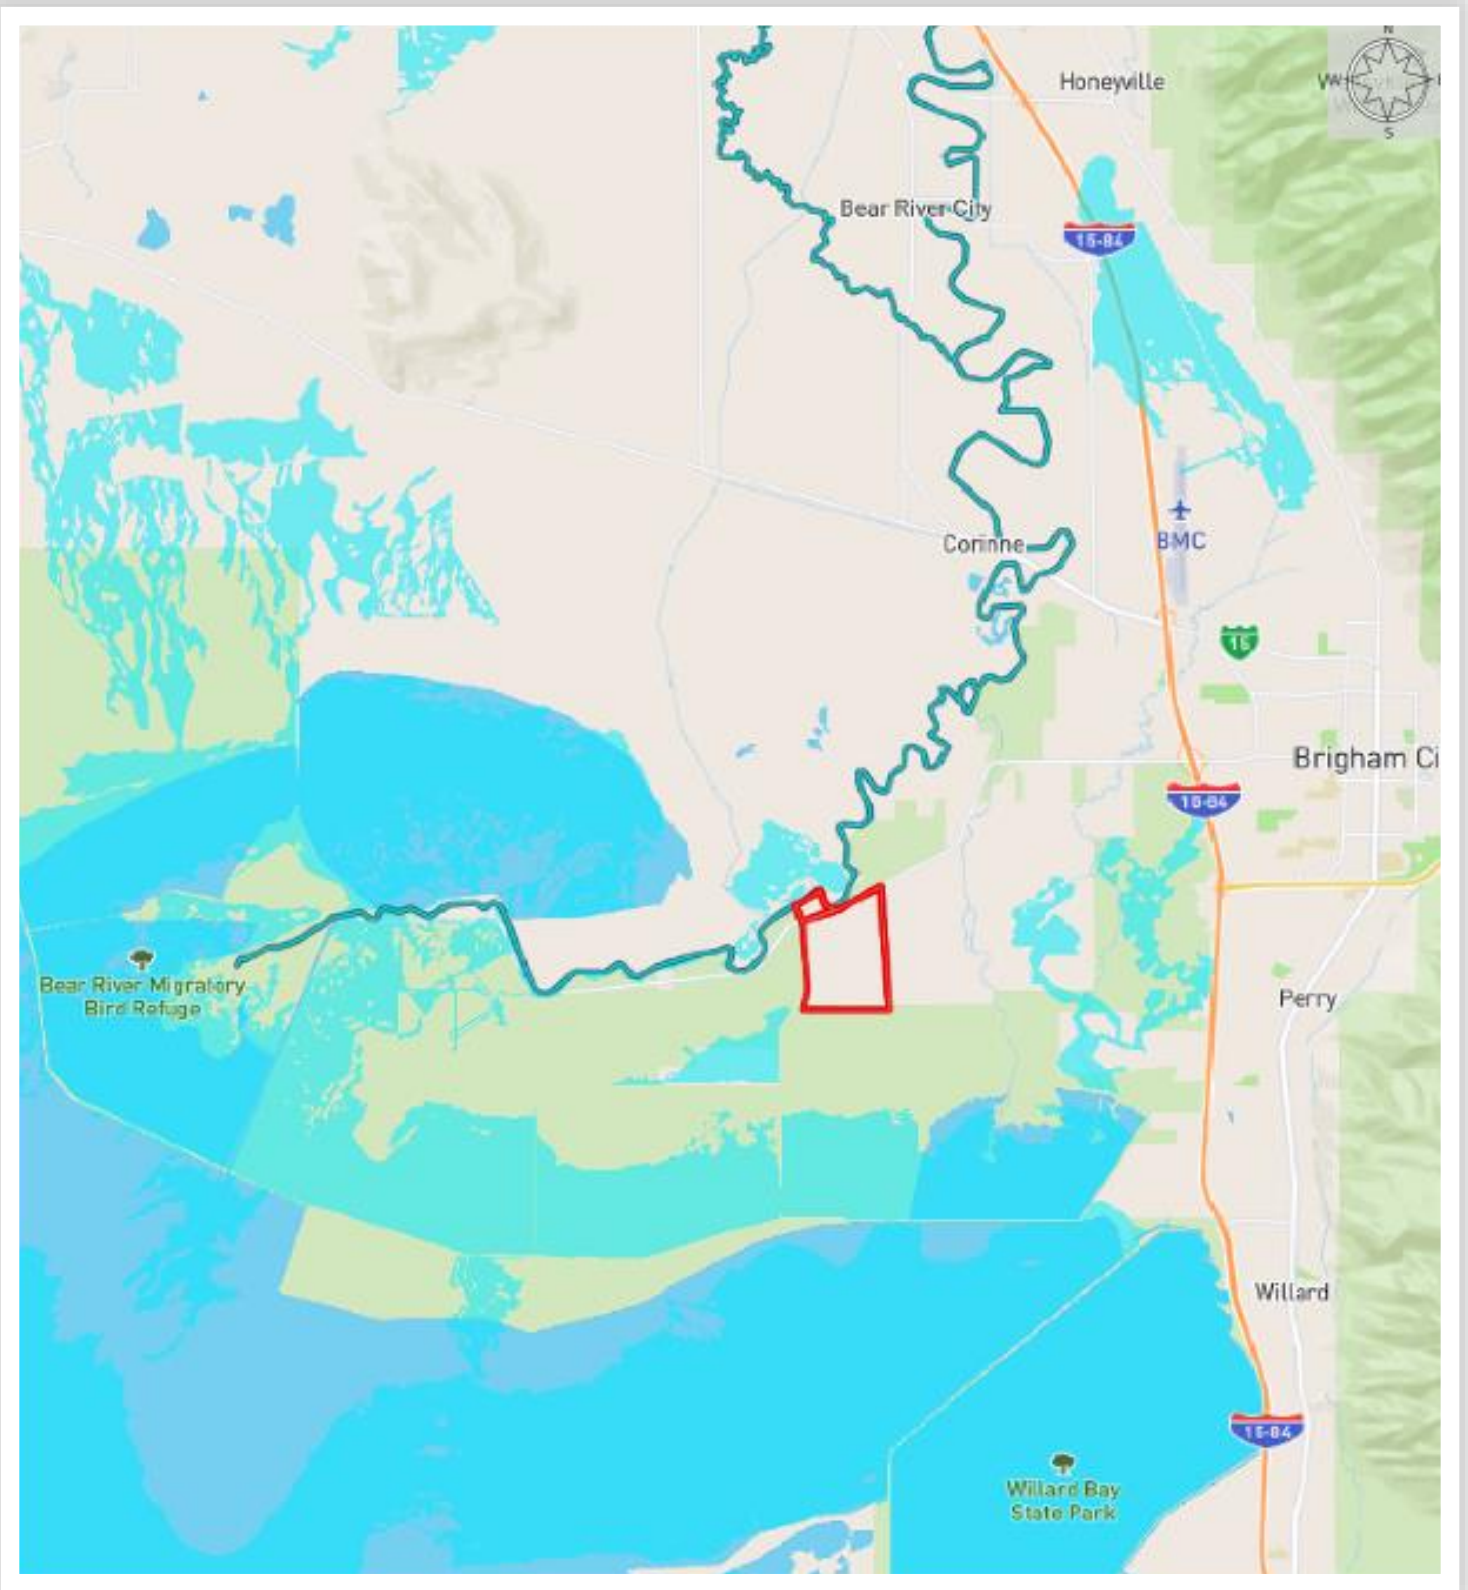 N
Honeyville
W
S
Bear River City
15-84
Corinne
BMC
15
Brigham Ci
15-84
Bear River Migratory
Bird Refuge
Perry
Willard
15-84
Willard Bay
State Park